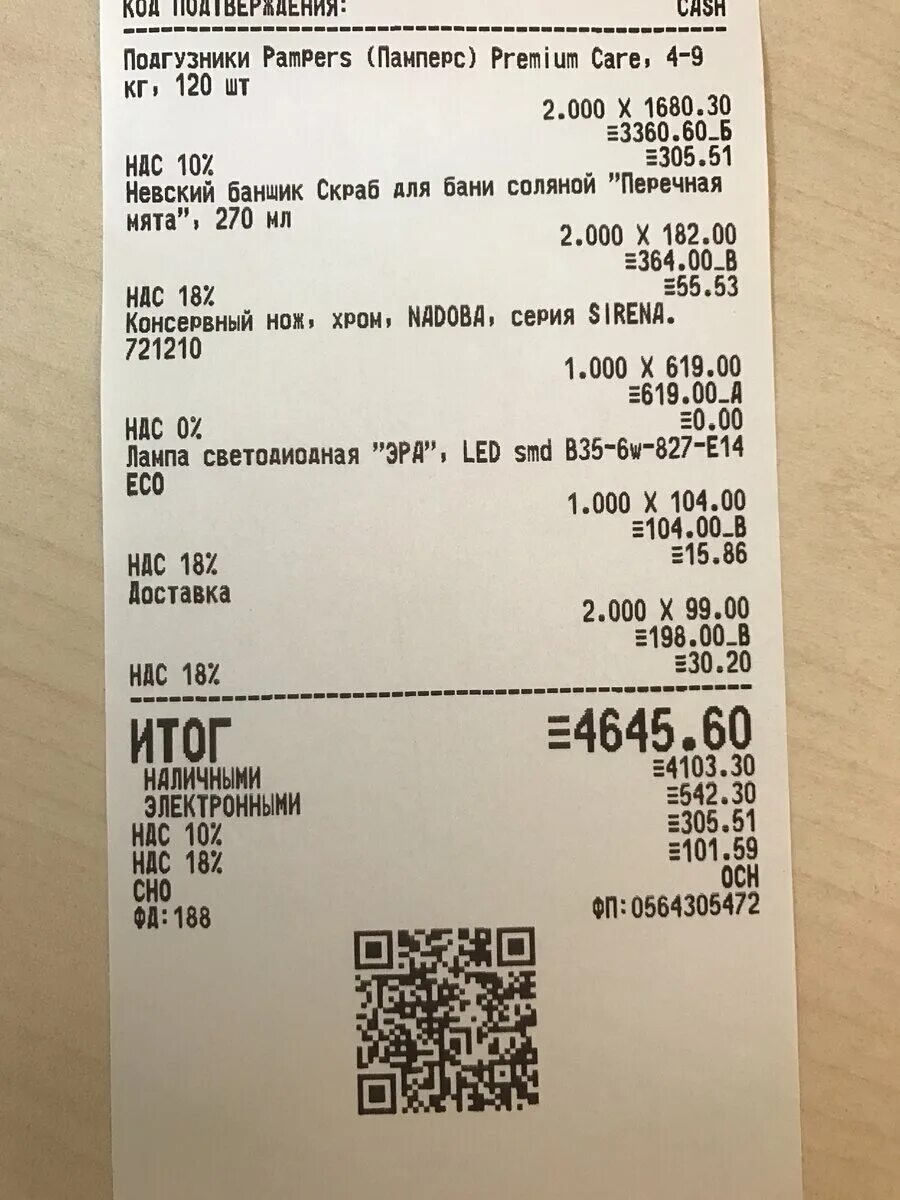 КОД ПОДТВЕРЖДЕНИЯ: CASH
Подгузники Pampers (Памперс) Premium Care, 4-9
кг, 120 шт
2.000 X 1680.30
≡3360.60_Б
НДС 10% ≡305.51
Невский банщик Скраб для бани соляной "Перечная
мята", 270 мл
2.000 X 182.00
≡364.00_В
НДС 18% ≡55.53
Консервный нож, хром, NADOBA, серия SIRENA.
721210
1.000 X 619.00
≡619.00_А
НДС 0% ≡0.00
Лампа светодиодная "ЭРА", LED smd B35-6w-827-E14
ECO
1.000 X 104.00
≡104.00_В
НДС 18% ≡15.86
Доставка
2.000 X 99.00
≡198.00_В
НДС 18% ≡30.20
ИТОГ ≡4645.60
НАЛИЧНЫМИ ≡4103.30
ЭЛЕКТРОННЫМИ ≡542.30
НДС 10% ≡305.51
НДС 18% ≡101.59
СНО ОСН
ФД:188 ФП:0564305472